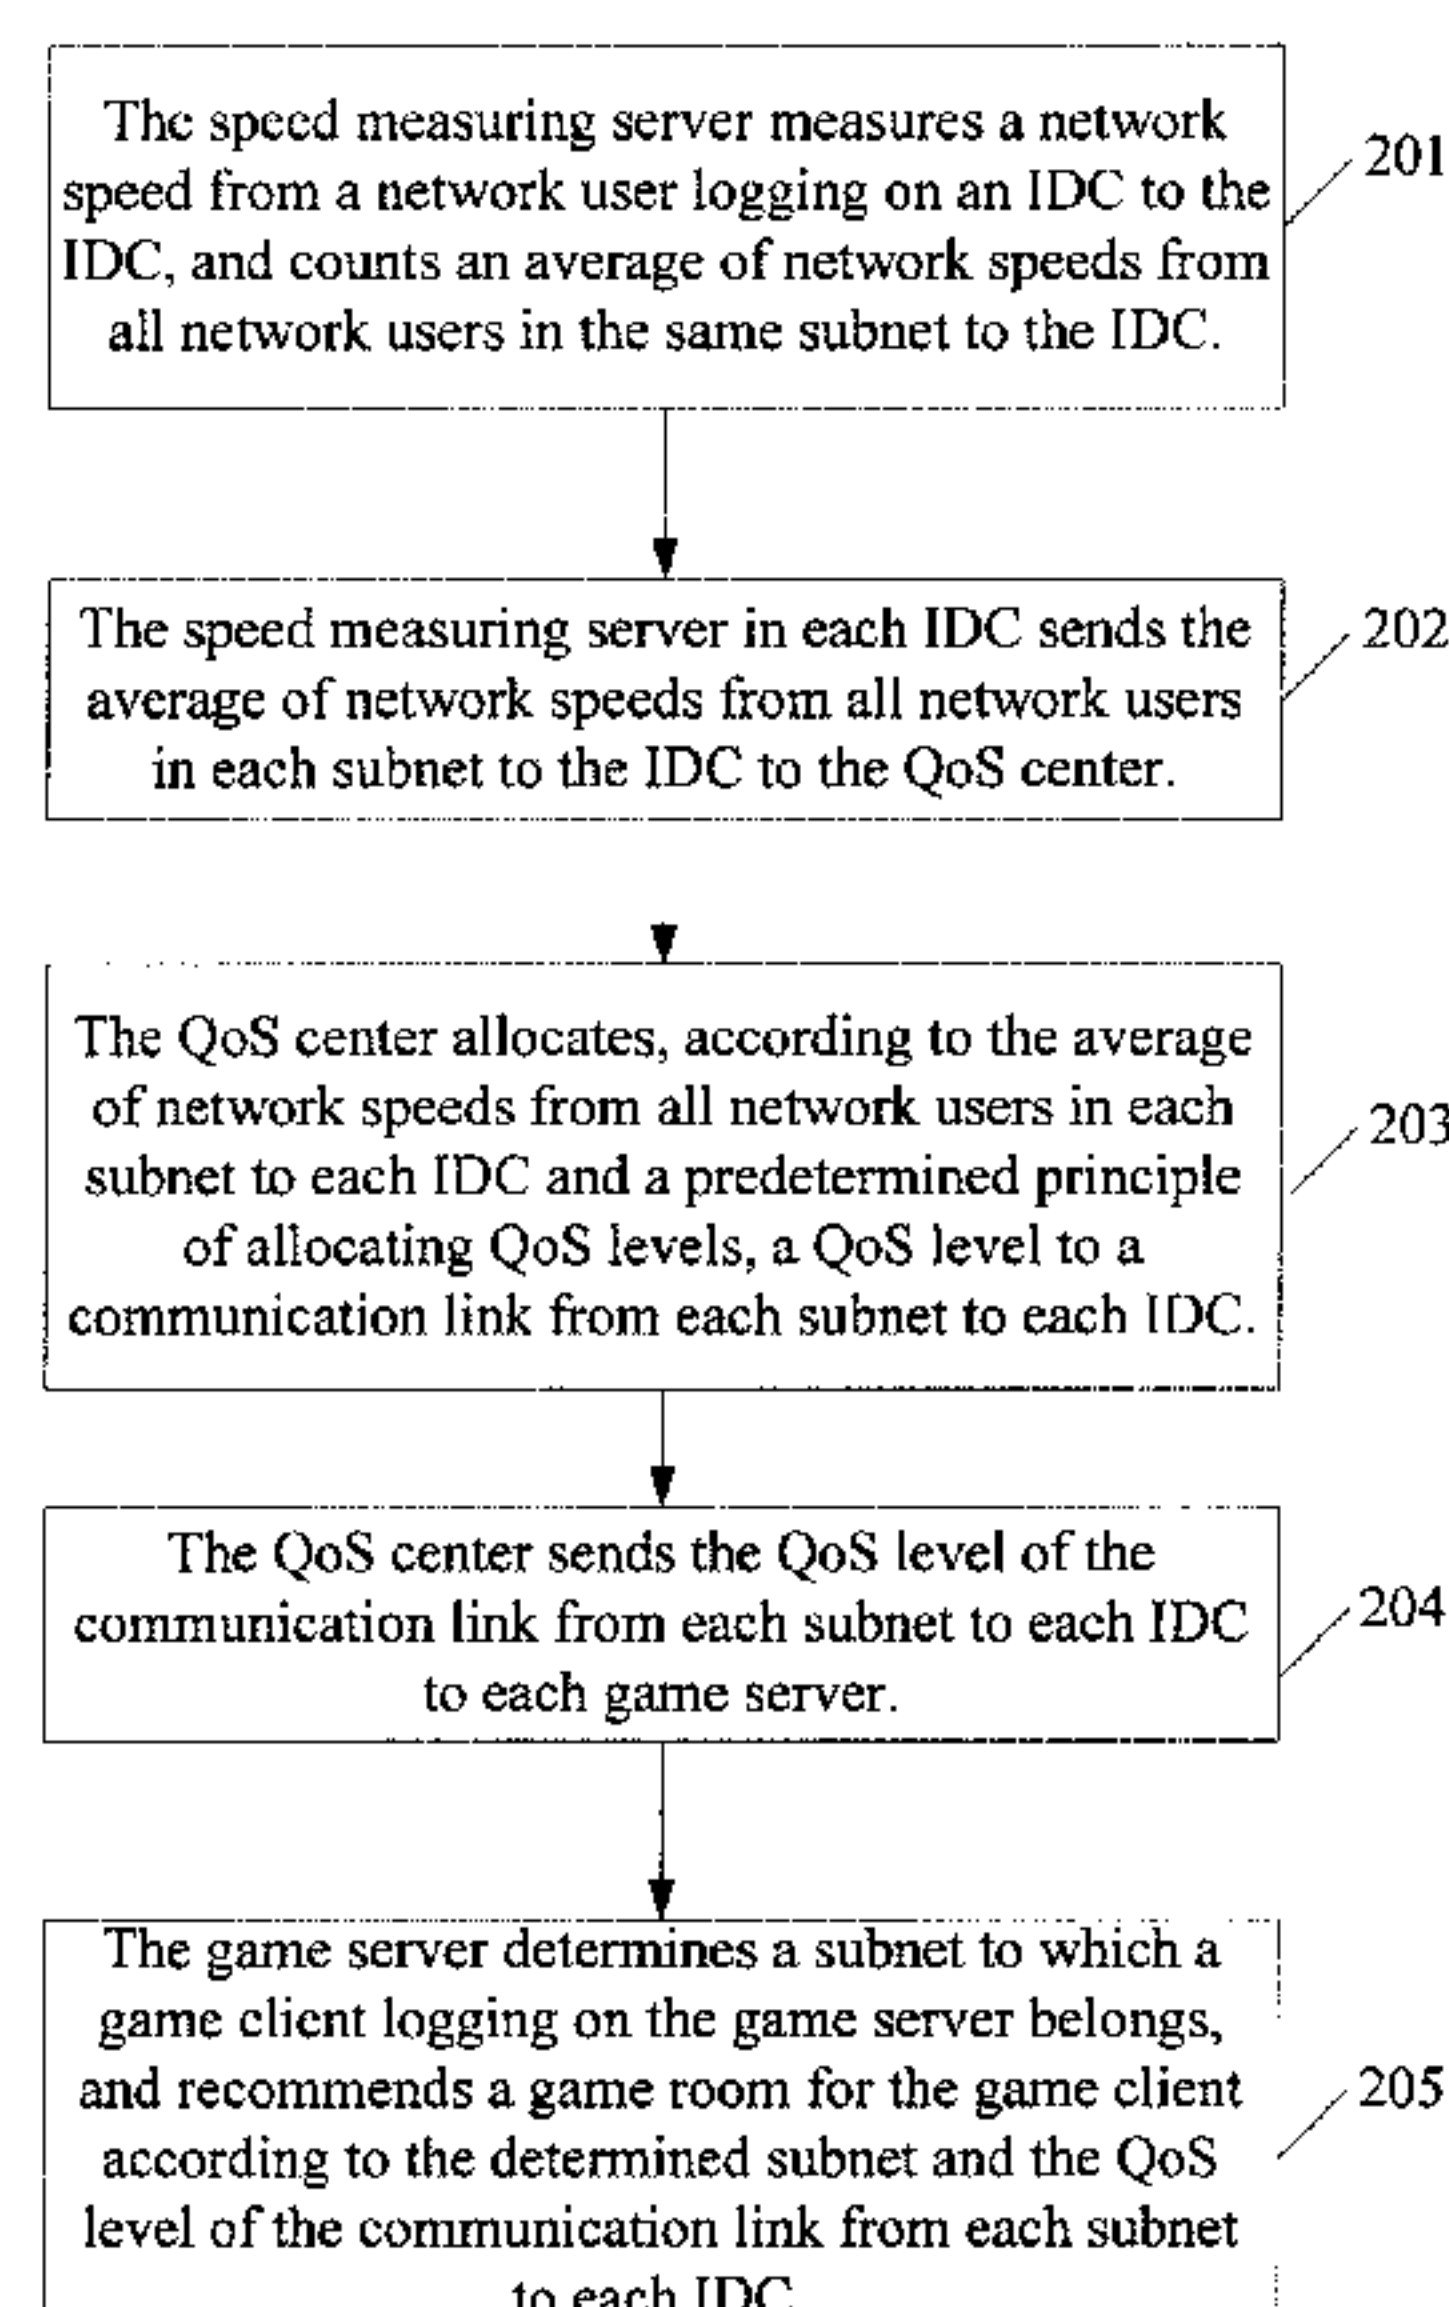 The speed measuring server measures a network
speed from a network user logging on an IDC to the
IDC, and counts an average of network speeds from
all network users in the same subnet to the IDC.
201
The speed measuring server in each IDC sends the
average of network speeds from all network users
in each subnet to the IDC to the QoS center.
202
The QoS center allocates, according to the average
of network speeds from all network users in each
subnet to each IDC and a predetermined principle
of allocating QoS levels, a QoS level to a
communication link from each subnet to each IDC.
203
The QoS center sends the QoS level of the
communication link from each subnet to each IDC
to each game server.
204
The game server determines a subnet to which a
game client logging on the game server belongs,
and recommends a game room for the game client
according to the determined subnet and the QoS
level of the communication link from each subnet
to each IDC
205